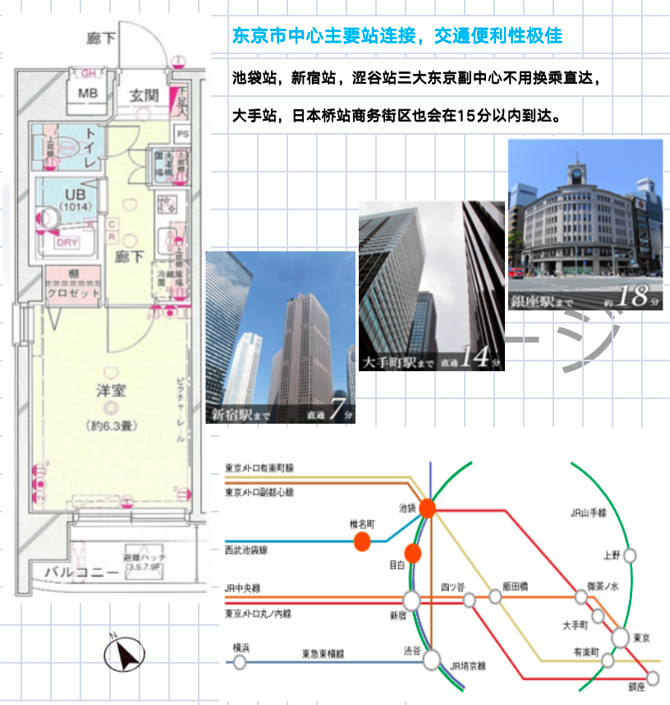 东京市中心主要站连接，交通便利性极佳
池袋站，新宿站，涩谷站三大东京副中心不用换乘直达，
大手站，日本桥站商务街区也会在15分以内到达。
廊下
GH
MB
玄関
下足入
PS
トイレ
上部棚
洗濯機置場
上部棚
UB
(1014)
DRY
C
R
廊下
冷蔵庫置場
棚
クロゼット
洋室
(約6.3畳)
ピクチャーレール
避難ハッチ
(3.5.7.9F)
バルコニー
N
新宿駅まで 直通 7分
大手町駅まで 直通 14分
銀座駅まで 約 18分
ージ
東京メトロ有楽町線
東京メトロ副都心線
池袋
椎名町
西武池袋線
目白
JR山手線
上野
JR中央線
東京メトロ丸ノ内線
新宿
四ツ谷
飯田橋
御茶ノ水
大手町
東京
有楽町
銀座
横浜
東急東横線
渋谷
JR埼京線